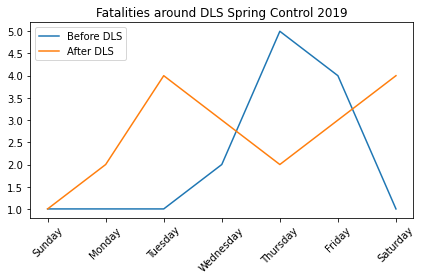 Fatalities around DLS Spring Control 2019
Before DLS
After DLS
5.0
4.5
4.0
3.5
3.0
2.5
2.0
1.5
1.0
Sunday
Monday
Tuesday
Wednesday
Thursday
Friday
Saturday